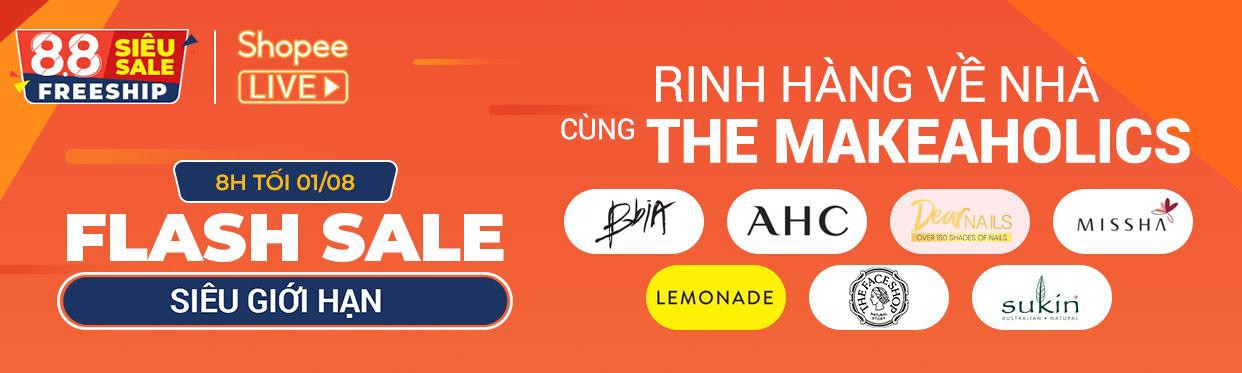 8.8 SIÊU
SALE
FREESHIP
Shopee
LIVE
8H TỐI 01/08
FLASH SALE
SIÊU GIỚI HẠN
RINH HÀNG VỀ NHÀ
CÙNG THE MAKEAHOLICS
BbiA
AHC
Dear NAILS
OVER 150 SHADES OF NAILS
MISSHA
LEMONADE
THE FACE SHOP
NATURAL
STORY
sukin®
AUSTRALIAN • NATURAL